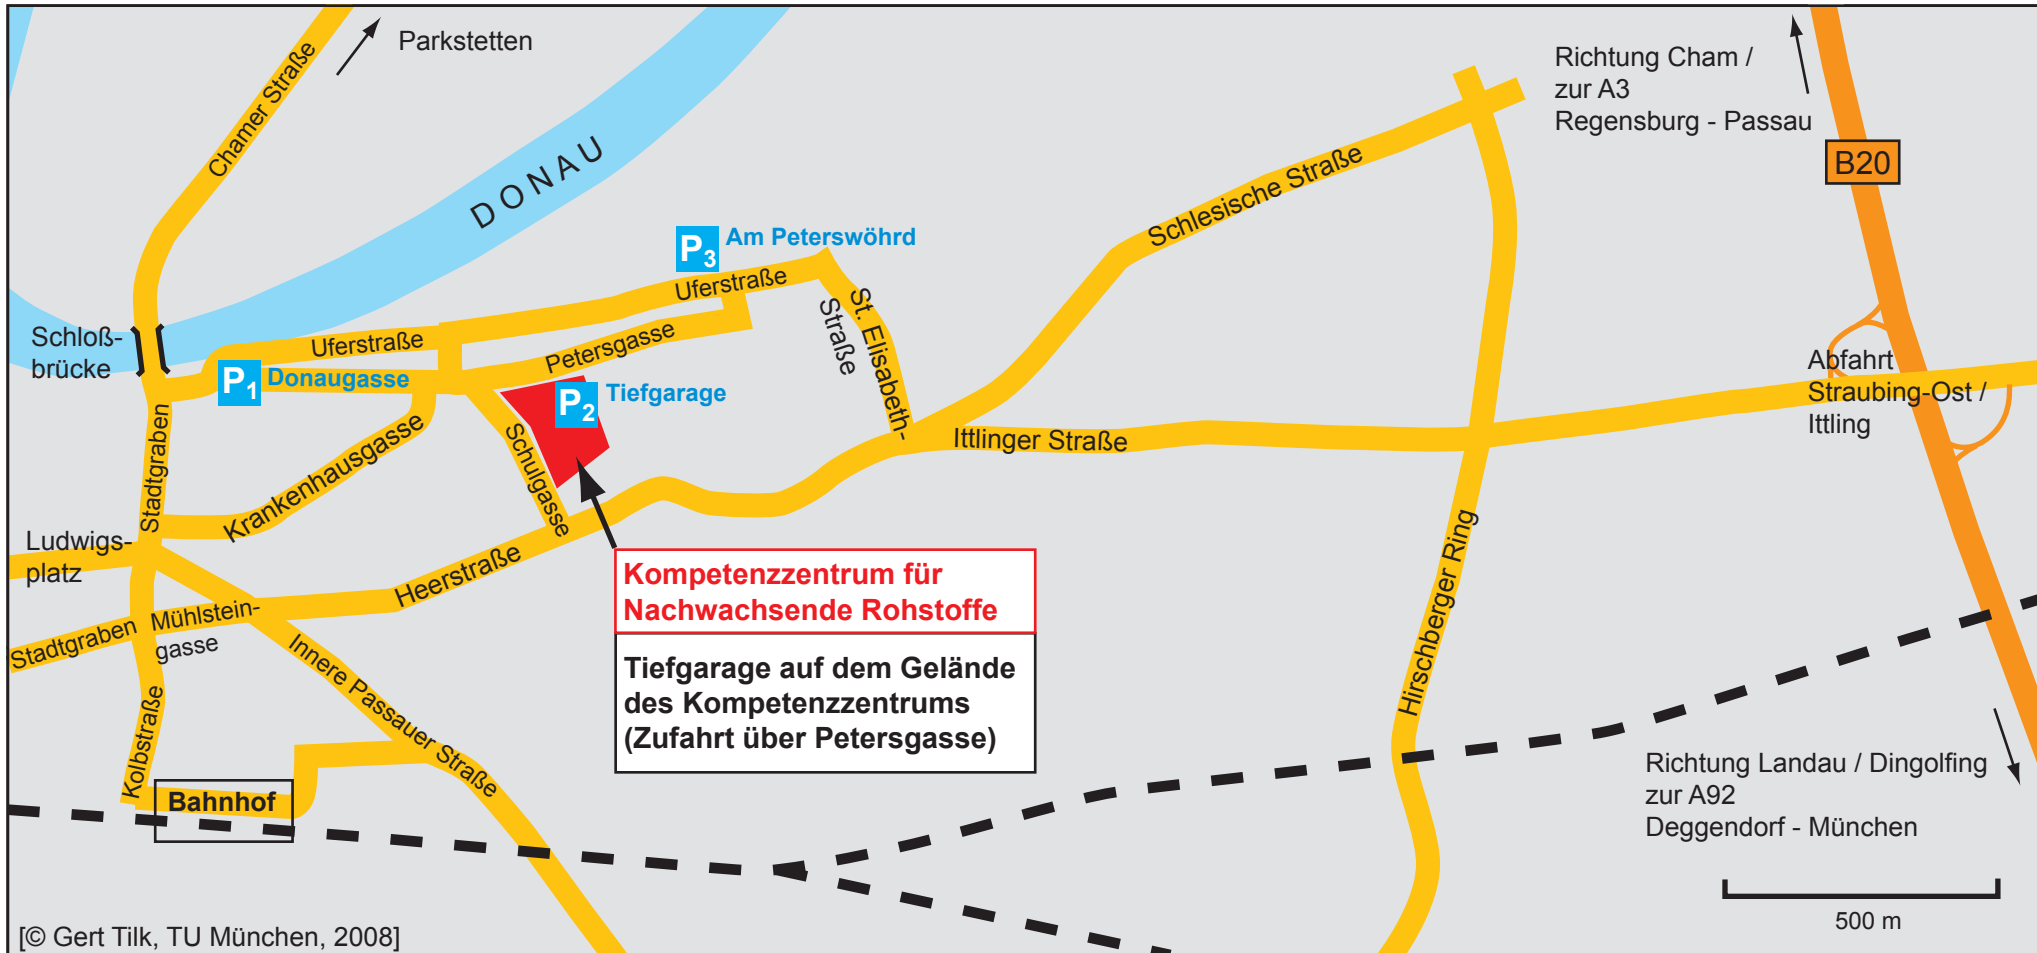 Parkstetten
Chamer Straße
DONAU
Richtung Cham /
zur A3
Regensburg - Passau
B20
Schlesische Straße
P3
Am Peterswöhrd
Uferstraße
St. Elisabeth-
Straße
Schloß-
brücke
Uferstraße
Petersgasse
P1
Donaugasse
P2
Tiefgarage
Abfahrt
Straubing-Ost /
Ittling
Ittlinger Straße
Stadtgraben
Krankenhausgasse
Schulgasse
Ludwigs-
platz
Heerstraße
Hirschberger Ring
Kompetenzzentrum für
Nachwachsende Rohstoffe
Tiefgarage auf dem Gelände
des Kompetenzzentrums
(Zufahrt über Petersgasse)
Stadtgraben
Mühlstein-
gasse
Innere Passauer Straße
Kolbstraße
Bahnhof
Richtung Landau / Dingolfing
zur A92
Deggendorf - München
500 m
[© Gert Tilk, TU München, 2008]